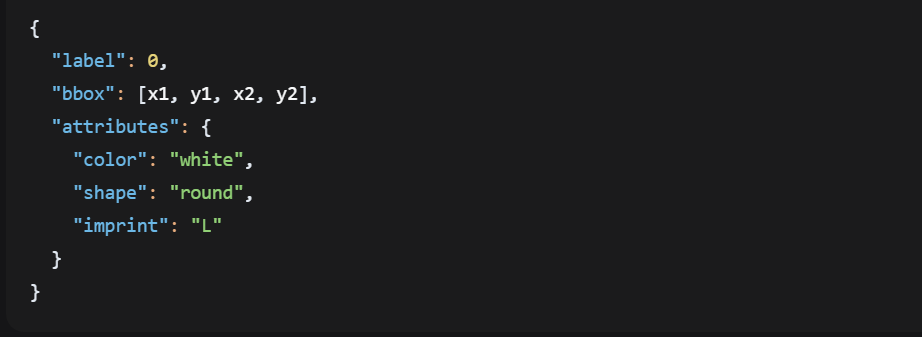 {
  "label": 0,
  "bbox": [x1, y1, x2, y2],
  "attributes": {
    "color": "white",
    "shape": "round",
    "imprint": "L"
  }
}